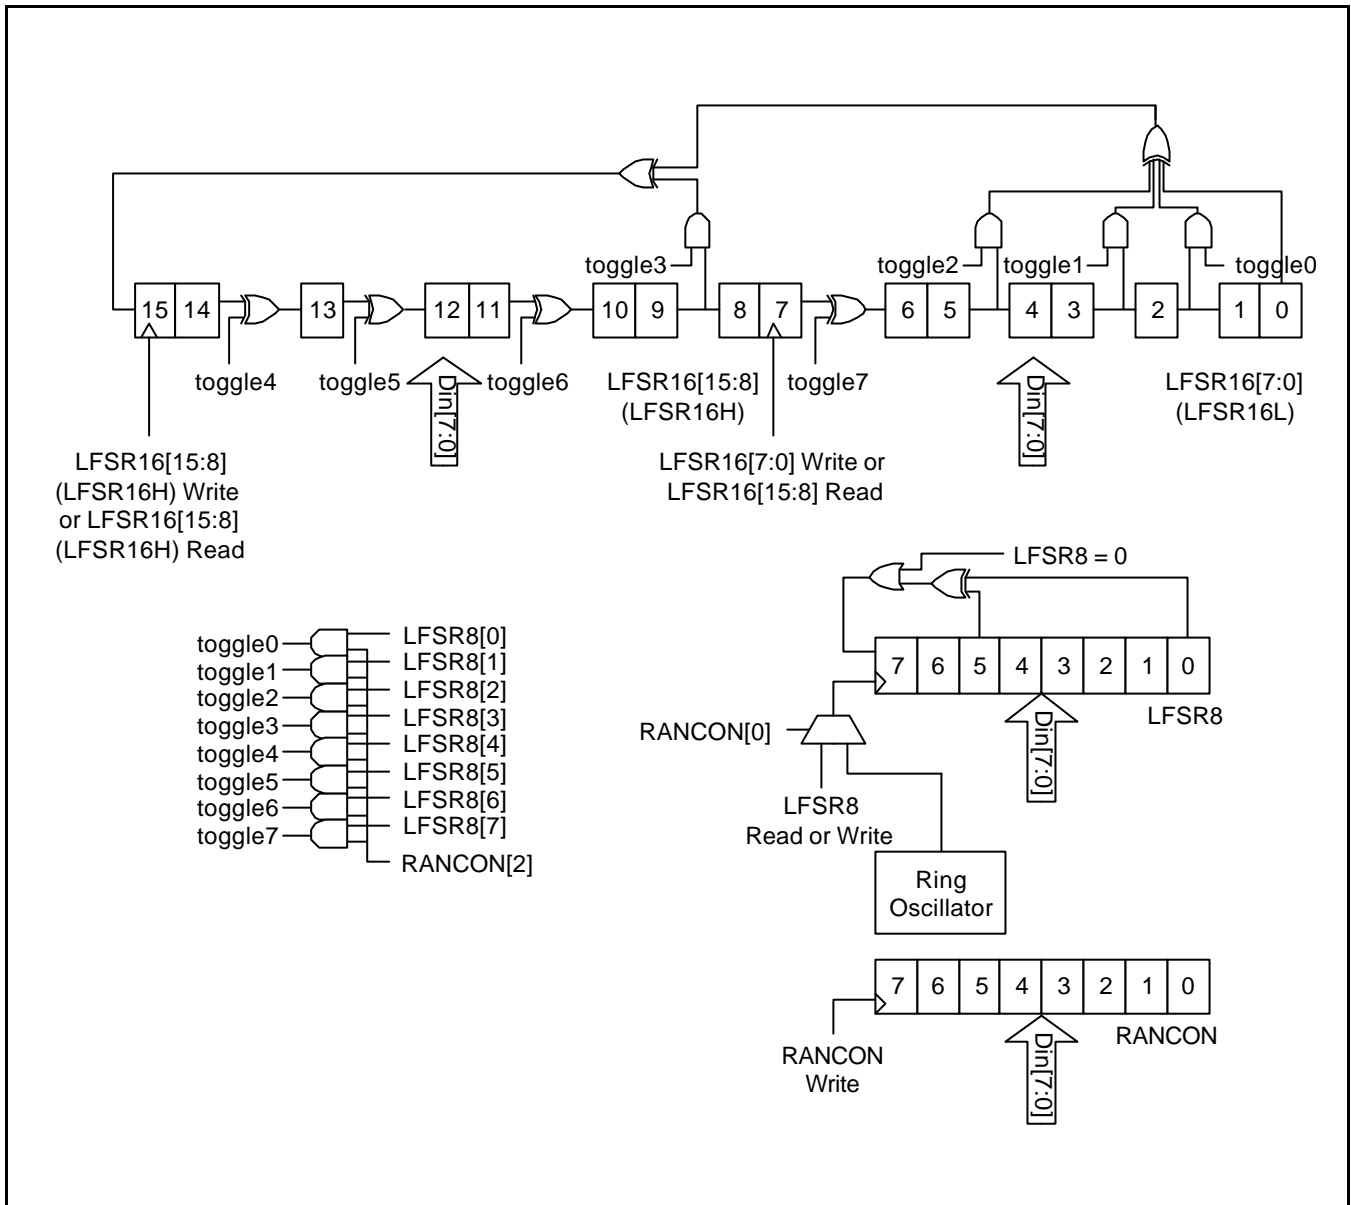 toggle3
toggle2
toggle1
toggle0
15 14
13
12 11
10 9
8 7
6 5
4 3
2
1 0
toggle4
toggle5
Din[7:0]
toggle6
LFSR16[15:8]
(LFSR16H)
toggle7
Din[7:0]
LFSR16[7:0]
(LFSR16L)
LFSR16[15:8]
(LFSR16H) Write
or LFSR16[15:8]
(LFSR16H) Read
LFSR16[7:0] Write or
LFSR16[15:8] Read
LFSR8 = 0
toggle0
toggle1
toggle2
toggle3
toggle4
toggle5
toggle6
toggle7
LFSR8[0]
LFSR8[1]
LFSR8[2]
LFSR8[3]
LFSR8[4]
LFSR8[5]
LFSR8[6]
LFSR8[7]
RANCON[2]
7 6 5 4 3 2 1 0
LFSR8
Din[7:0]
RANCON[0]
LFSR8
Read or Write
Ring
Oscillator
7 6 5 4 3 2 1 0
RANCON
Din[7:0]
RANCON
Write